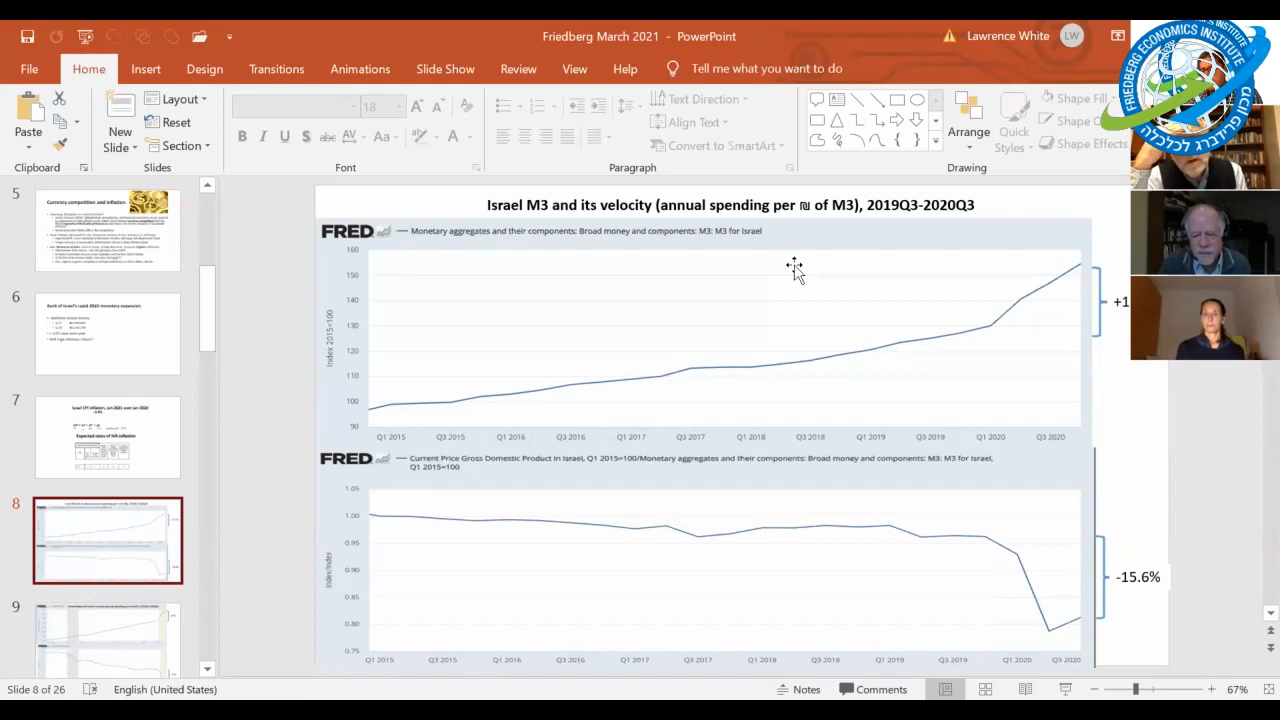 Friedberg March 2021 - PowerPoint
Lawrence White
LW
File
Home
Insert
Design
Transitions
Animations
Slide Show
Review
View
Help
Tell me what you want to do
FRIEDBERG ECONOMICS INSTITUTE
מכון פרידברג לכלכלה
Paste
New
Slide
Layout
Reset
Section
18
B I U S abc AV Aa A
Text Direction
Align Text
Convert to SmartArt
Arrange
Quick
Styles
Shape Fill
Shape Effects
Clipboard
Slides
Font
Paragraph
Drawing
5
Currency competition and inflation
6
Bank of Israel's rapid 2020 monetary expansion
7
Israel CPI inflation, Jan 2021 over Jan 2020
Expected rates of NIS inflation
8
9
Israel M3 and its velocity (annual spending per ₪ of M3), 2019Q3-2020Q3
FRED
Monetary aggregates and their components: Broad money and components: M3: M3 for Israel
Index 2015=100
160
150
140
130
120
110
100
90
Q1 2015 Q3 2015 Q1 2016 Q3 2016 Q1 2017 Q3 2017 Q1 2018 Q3 2018 Q1 2019 Q3 2019 Q1 2020 Q3 2020
+1
FRED
Current Price Gross Domestic Product in Israel, Q1 2015=100/Monetary aggregates and their components: Broad money and components: M3: M3 for Israel,
Q1 2015=100
Index/Index
1.05
1.00
0.95
0.90
0.85
0.80
0.75
Q1 2015 Q3 2015 Q1 2016 Q3 2016 Q1 2017 Q3 2017 Q1 2018 Q3 2018 Q1 2019 Q3 2019 Q1 2020 Q3 2020
-15.6%
Slide 8 of 26
English (United States)
Notes
Comments
67%